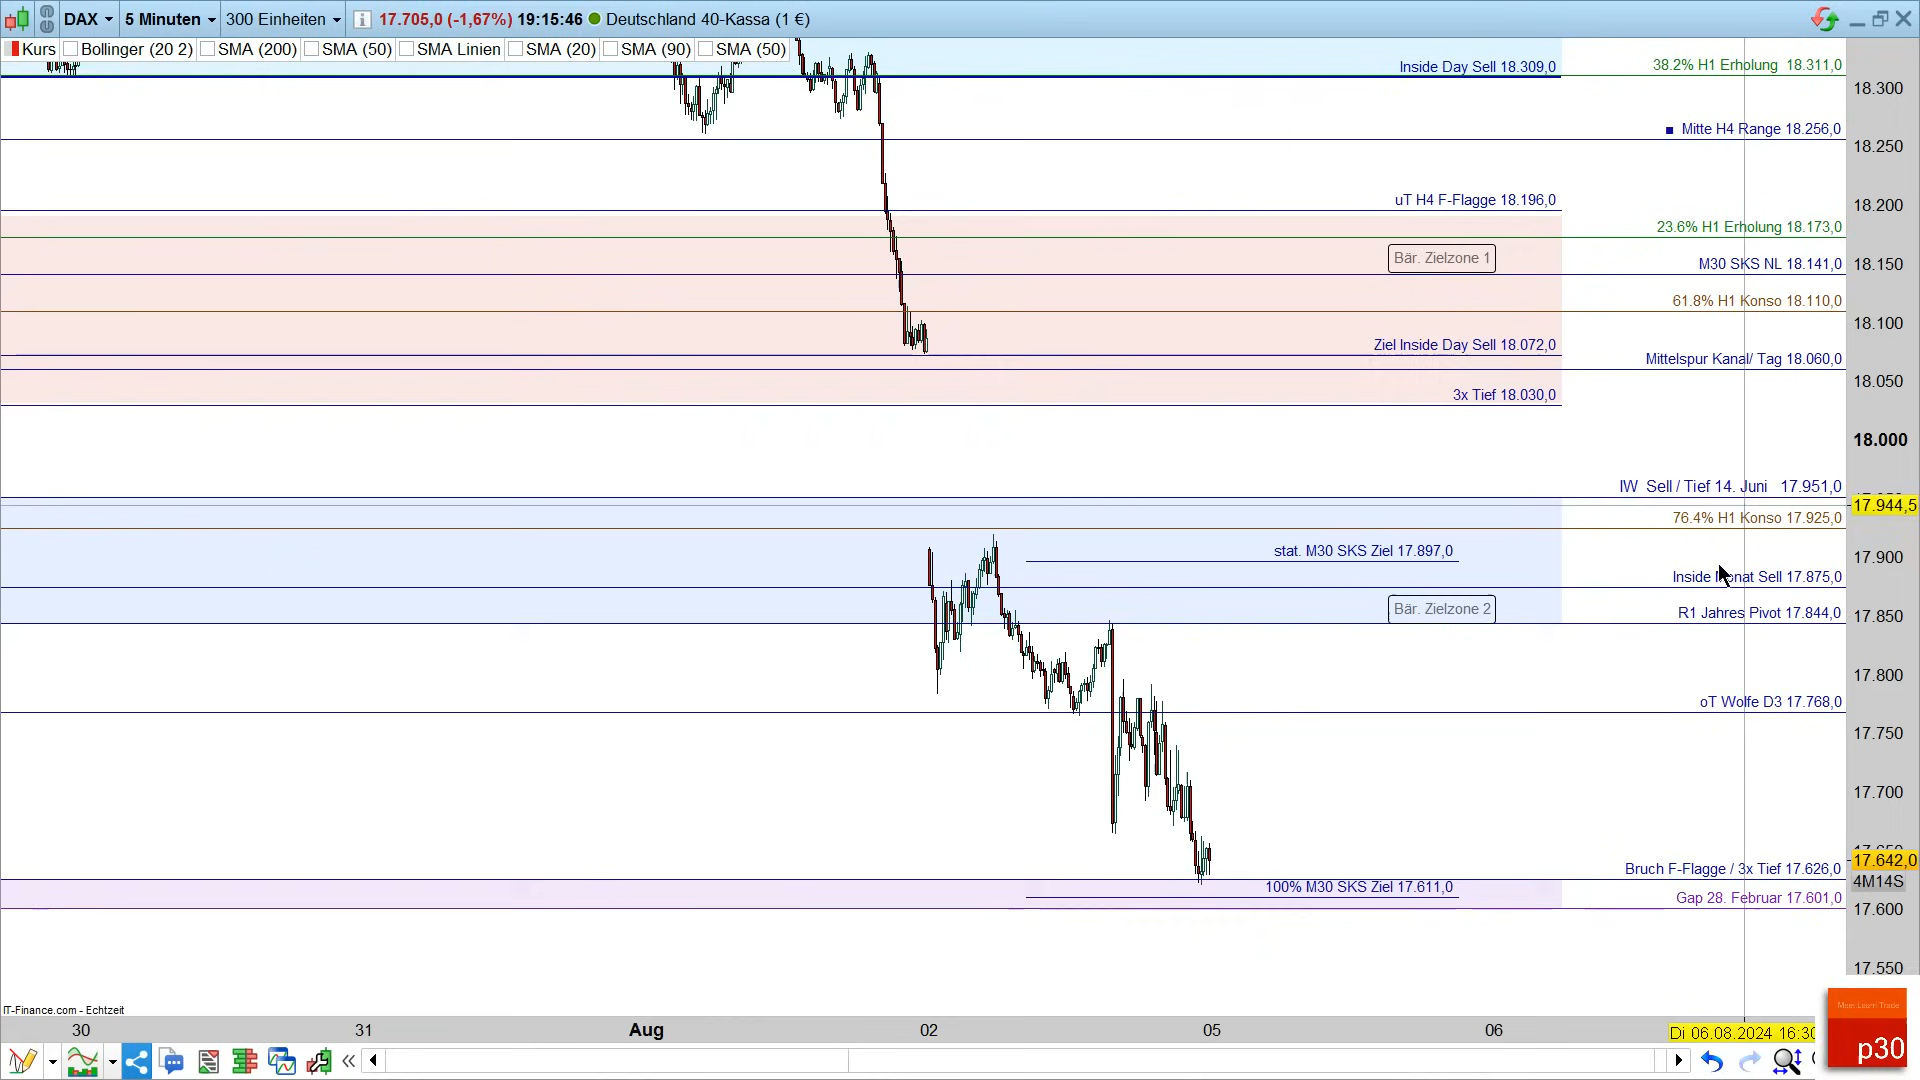 DAX 5 Minuten 300 Einheiten 17.705,0 (-1,67%) 19:15:46 Deutschland 40-Kassa (1 €)
Kurs Bollinger (20 2) SMA (200) SMA (50) SMA Linien SMA (20) SMA (90) SMA (50)
Inside Day Sell 18.309,0
38.2% H1 Erholung 18.311,0
18.300
Mitte H4 Range 18.256,0
18.250
uT H4 F-Flagge 18.196,0
18.200
23.6% H1 Erholung 18.173,0
Bär. Zielzone 1
M30 SKS NL 18.141,0
18.150
61.8% H1 Konso 18.110,0
18.100
Ziel Inside Day Sell 18.072,0
Mittelspur Kanal/ Tag 18.060,0
18.050
3x Tief 18.030,0
18.000
IW Sell / Tief 14. Juni 17.951,0
17.944,5
76.4% H1 Konso 17.925,0
stat. M30 SKS Ziel 17.897,0
17.900
Inside Monat Sell 17.875,0
Bär. Zielzone 2
R1 Jahres Pivot 17.844,0
17.850
17.800
oT Wolfe D3 17.768,0
17.750
17.700
17.642,0
Bruch F-Flagge / 3x Tief 17.626,0
4M14S
100% M30 SKS Ziel 17.611,0
Gap 28. Februar 17.601,0
17.600
17.550
IT-Finance.com - Echtzeit
30 31 Aug 02 05 06 Di 06.08.2024 16:30
p30